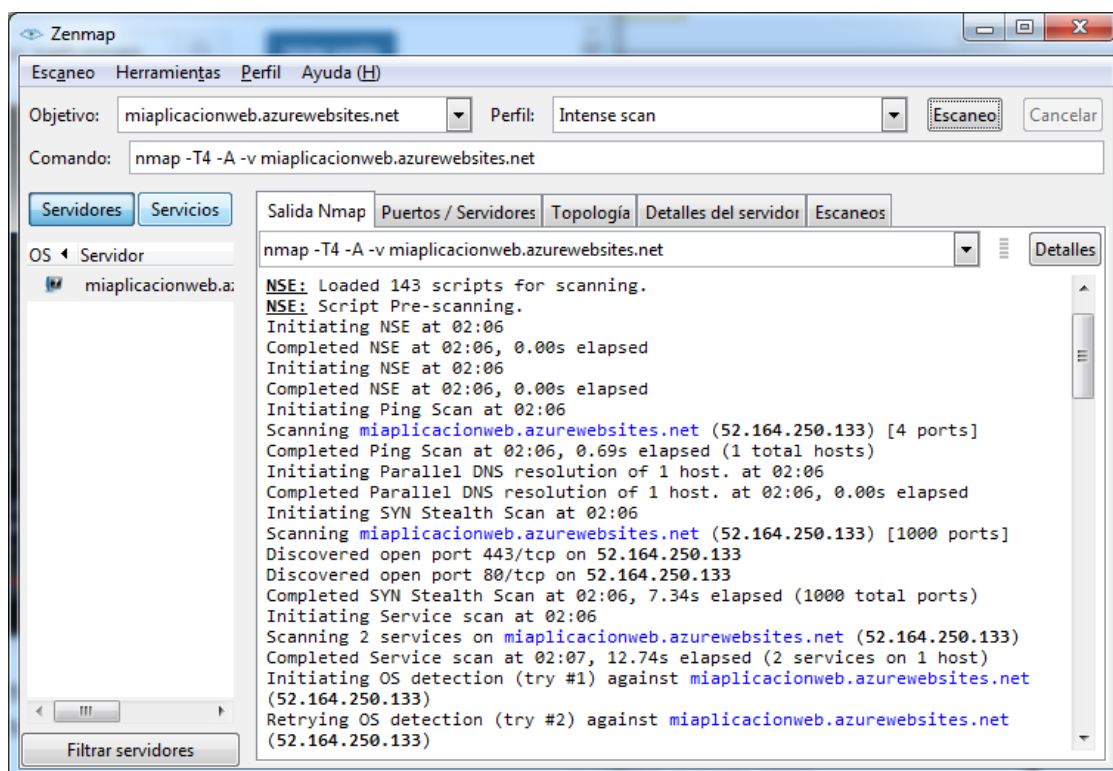 Zenmap
Escaneo Herramientas Perfil Ayuda (H)
Objetivo: miaplicacionweb.azurewebsites.net Perfil: Intense scan Escaneo Cancelar
Comando: nmap -T4 -A -v miaplicacionweb.azurewebsites.net
Servidores Servicios
OS Servidor
miaplicacionweb.a
Salida Nmap Puertos / Servidores Topología Detalles del servidor Escaneos
nmap -T4 -A -v miaplicacionweb.azurewebsites.net Detalles
NSE: Loaded 143 scripts for scanning.
NSE: Script Pre-scanning.
Initiating NSE at 02:06
Completed NSE at 02:06, 0.00s elapsed
Initiating NSE at 02:06
Completed NSE at 02:06, 0.00s elapsed
Initiating Ping Scan at 02:06
Scanning miaplicacionweb.azurewebsites.net (52.164.250.133) [4 ports]
Completed Ping Scan at 02:06, 0.69s elapsed (1 total hosts)
Initiating Parallel DNS resolution of 1 host. at 02:06
Completed Parallel DNS resolution of 1 host. at 02:06, 0.00s elapsed
Initiating SYN Stealth Scan at 02:06
Scanning miaplicacionweb.azurewebsites.net (52.164.250.133) [1000 ports]
Discovered open port 443/tcp on 52.164.250.133
Discovered open port 80/tcp on 52.164.250.133
Completed SYN Stealth Scan at 02:06, 7.34s elapsed (1000 total ports)
Initiating Service scan at 02:06
Scanning 2 services on miaplicacionweb.azurewebsites.net (52.164.250.133)
Completed Service scan at 02:07, 12.74s elapsed (2 services on 1 host)
Initiating OS detection (try #1) against miaplicacionweb.azurewebsites.net
(52.164.250.133)
Retrying OS detection (try #2) against miaplicacionweb.azurewebsites.net
(52.164.250.133)
Filtrar servidores